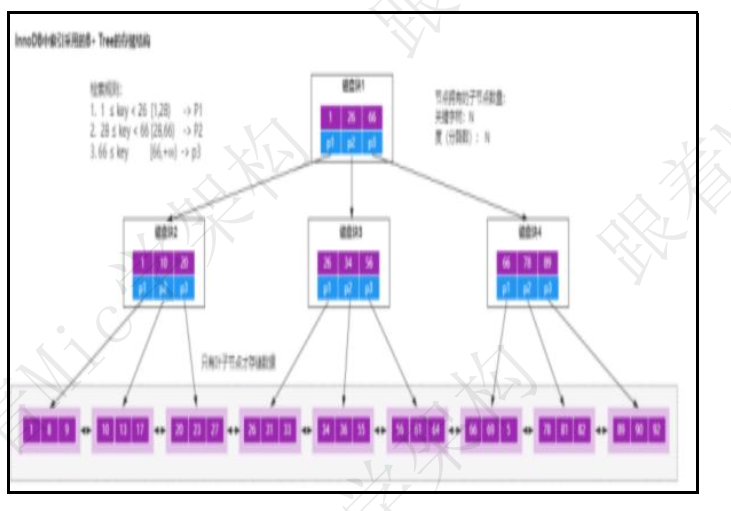 InnoDB中索引采用的B+ Tree的存储结构
检索规则:
1. 1 ≤ key < 26 [1,28) -> P1
2. 28 ≤ key < 66 [28,66) -> P2
3.66 ≤ key [66,+∞) -> p3
磁盘块1
1 26 66
p1 p2 p3
节点拥有的子节点数量:
关键字数: N
度（分叉数）: N
磁盘块2
1 10 20
p1 p2 p3
磁盘块3
26 34 56
p1 p2 p3
磁盘块4
66 78 89
p1 p2 p3
只有叶子节点才存储数据
1 8 9
10 13 17
20 23 27
26 31 33
34 36 55
56 61 64
66 69 5
78 81 82
89 90 92
跟着Mic学架构